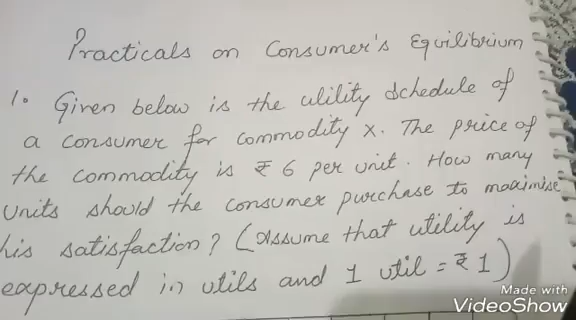 Practicals on Consumer's Equilibrium
1. Given below is the utility schedule of
a consumer for commodity x. The price of
the commodity is ₹ 6 per unit. How many
units should the consumer purchase to maximise
his satisfaction? (Assume that utility is
expressed in utils and 1 util = ₹ 1)
Made with
VideoShow